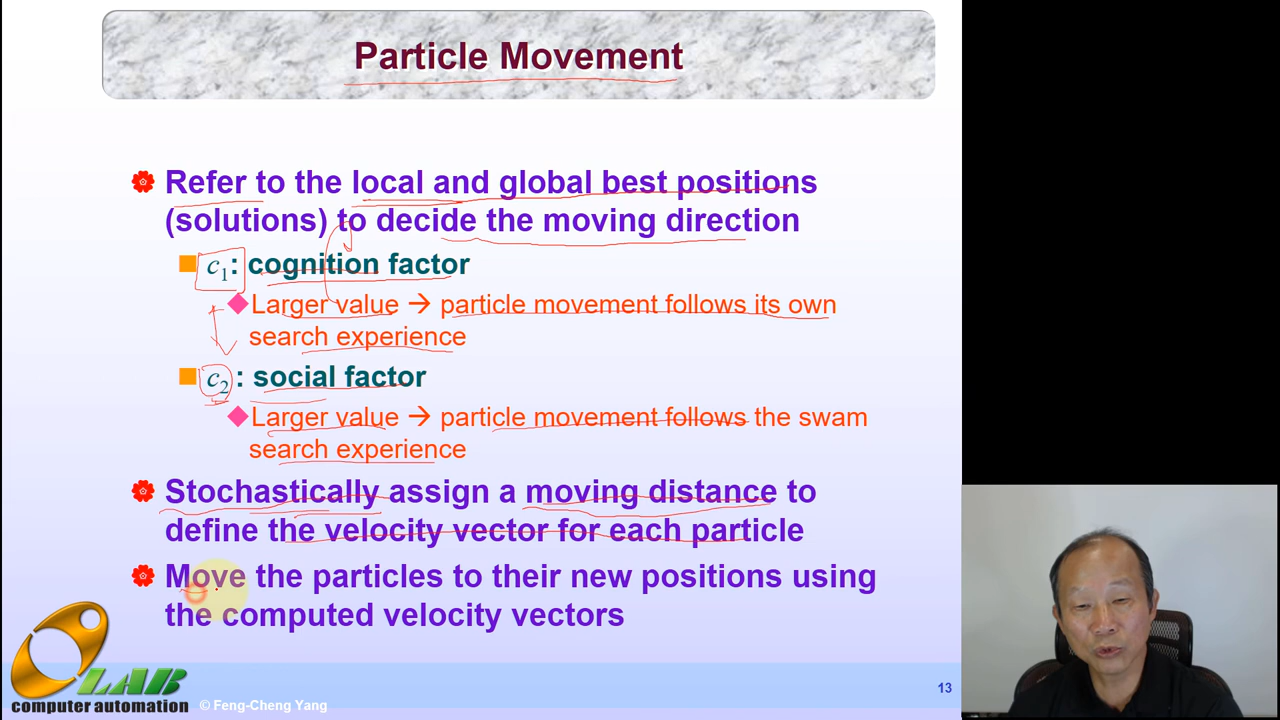 Particle Movement
Refer to the local and global best positions
(solutions) to decide the moving direction
c1: cognition factor
Larger value → particle movement follows its own
search experience
c2 : social factor
Larger value → particle movement follows the swam
search experience
Stochastically assign a moving distance to
define the velocity vector for each particle
Move the particles to their new positions using
the computed velocity vectors
LAB
computer automation
© Feng-Cheng Yang
13